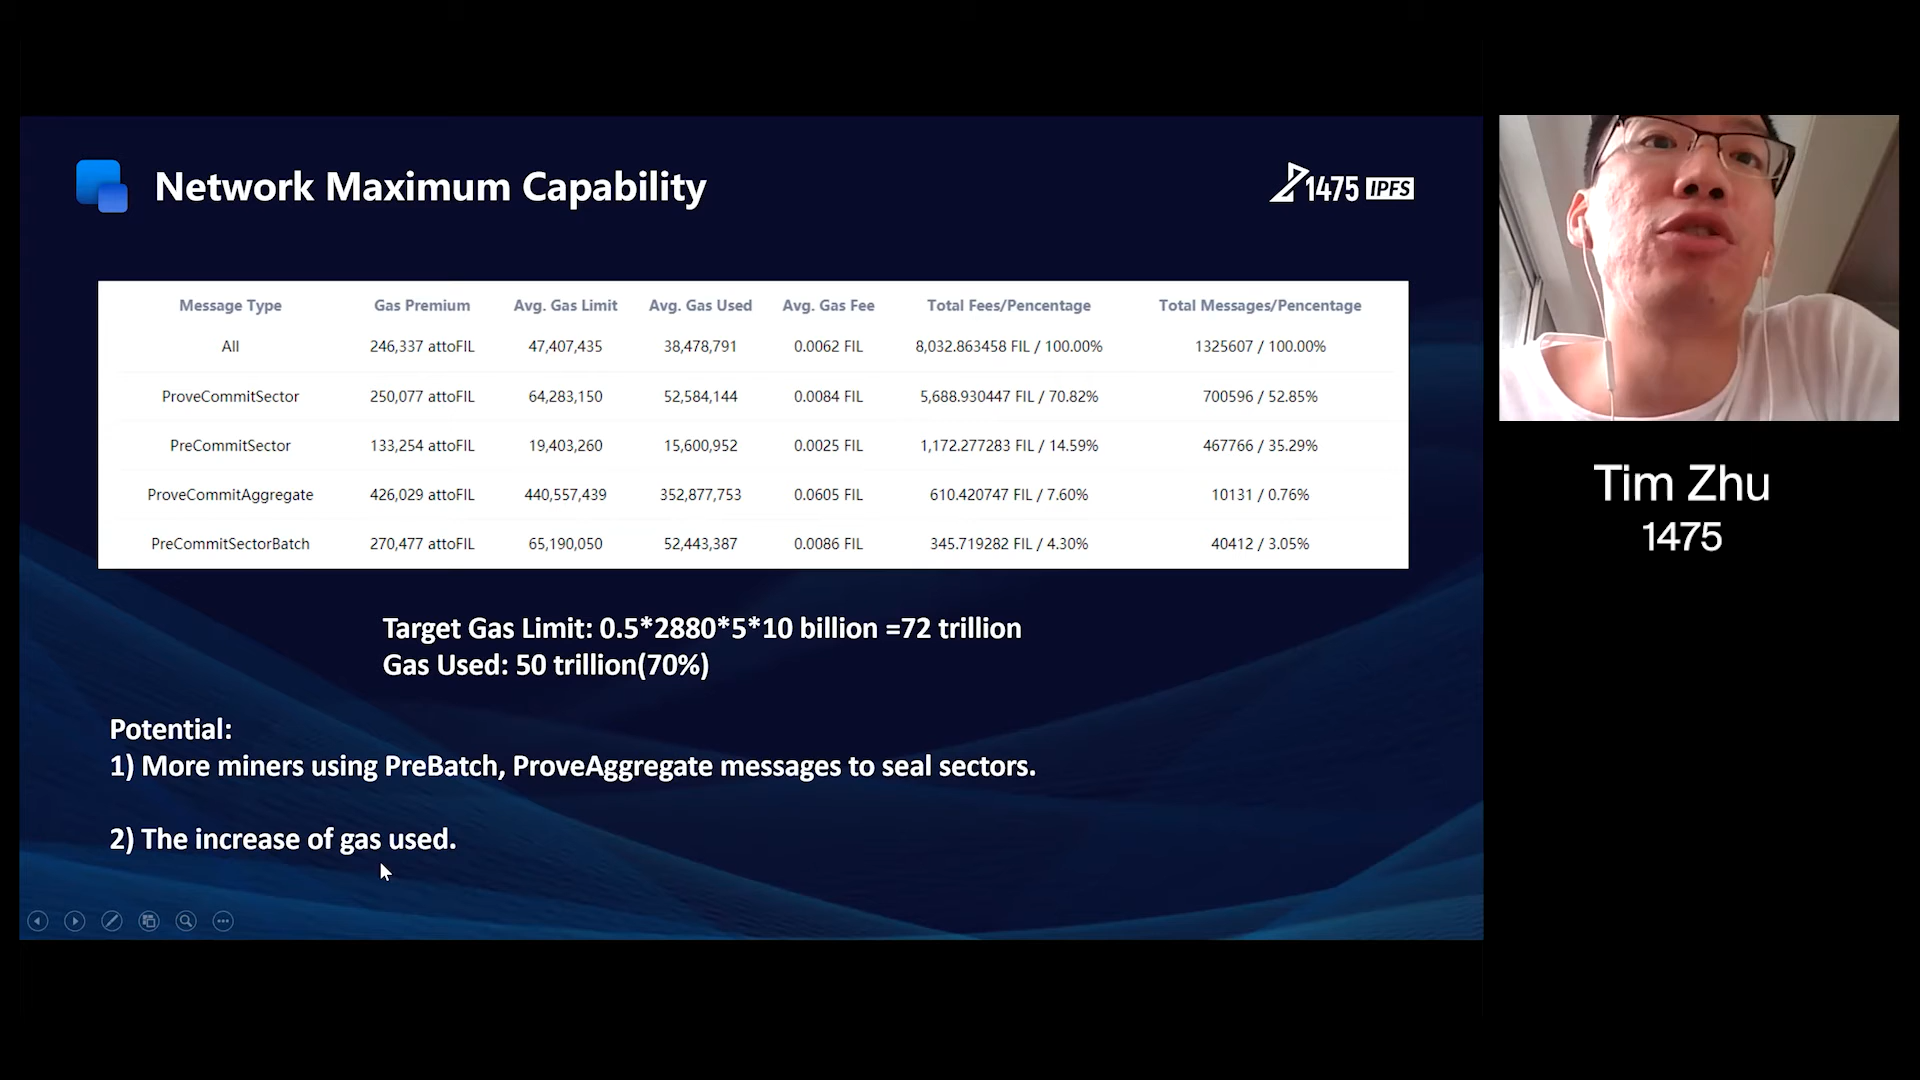 Network Maximum Capability
1475 IPFS
Message Type Gas Premium Avg. Gas Limit Avg. Gas Used Avg. Gas Fee Total Fees/Pencentage Total Messages/Pencentage
All 246,337 attoFIL 47,407,435 38,478,791 0.0062 FIL 8,032.863458 FIL / 100.00% 1325607 / 100.00%
ProveCommitSector 250,077 attoFIL 64,283,150 52,584,144 0.0084 FIL 5,688.930447 FIL / 70.82% 700596 / 52.85%
PreCommitSector 133,254 attoFIL 19,403,260 15,600,952 0.0025 FIL 1,172.277283 FIL / 14.59% 467766 / 35.29%
ProveCommitAggregate 426,029 attoFIL 440,557,439 352,877,753 0.0605 FIL 610.420747 FIL / 7.60% 10131 / 0.76%
PreCommitSectorBatch 270,477 attoFIL 65,190,050 52,443,387 0.0086 FIL 345.719282 FIL / 4.30% 40412 / 3.05%
Target Gas Limit: 0.5*2880*5*10 billion =72 trillion
Gas Used: 50 trillion(70%)
Potential:
1) More miners using PreBatch, ProveAggregate messages to seal sectors.
2) The increase of gas used.
Tim Zhu
1475